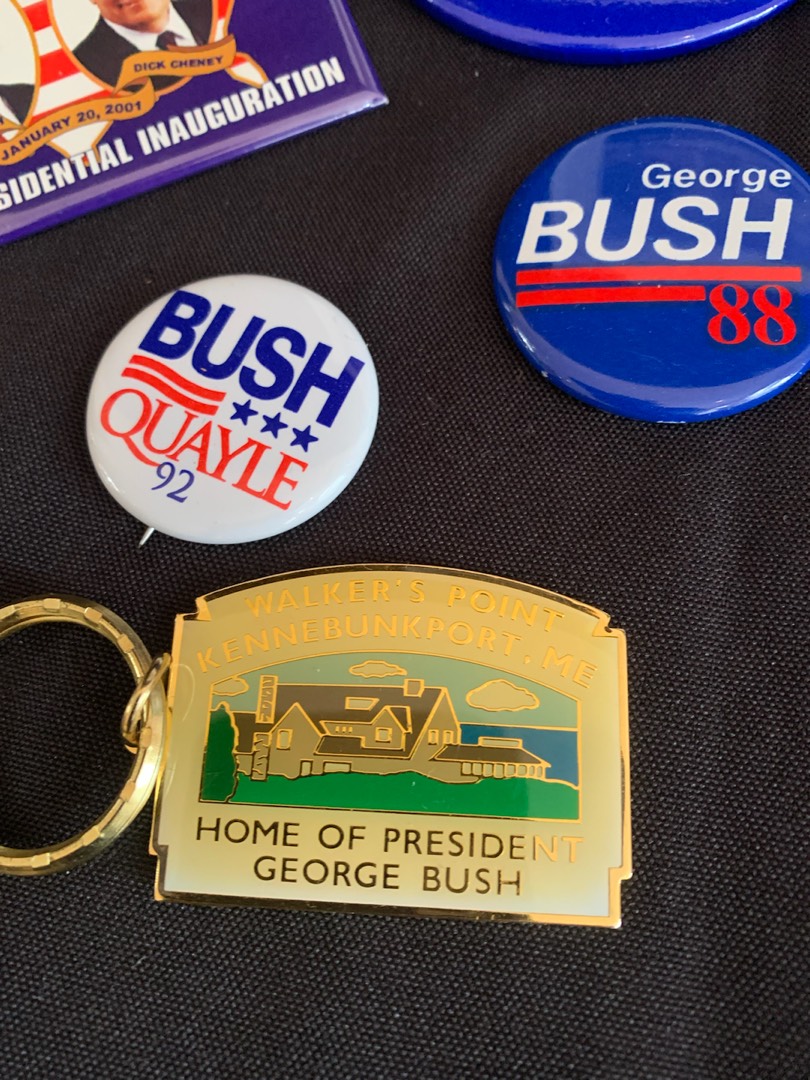 DICK CHENEY
JANUARY 20, 2001
INAUGURATION
George
BUSH
88
BUSH
QUAYLE
92
WALKER'S POINT
KENNEBUNKPORT, ME
HOME OF PRESIDENT
GEORGE BUSH